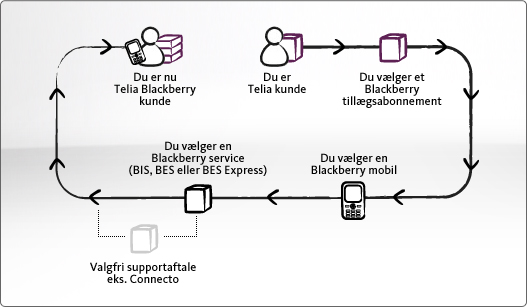 Du er nu
Telia Blackberry
kunde
Du er
Telia kunde
Du vælger et
Blackberry
tillægsabonnement
Du vælger en
Blackberry service
(BIS, BES eller BES Express)
Du vælger en
Blackberry mobil
Valgfri supportaftale
eks. Connecto